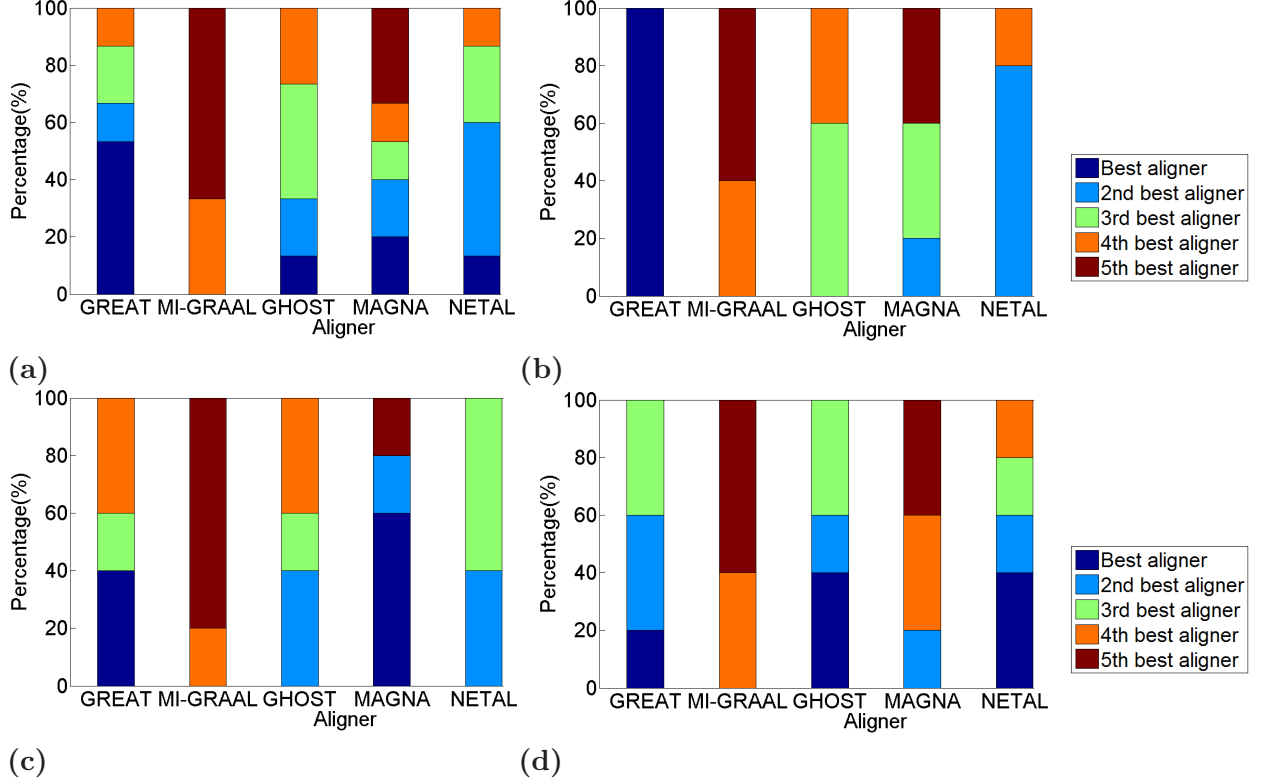 100
80
60
40
20
0
Percentage(%)
GREAT MI-GRAAL GHOST MAGNA NETAL
Aligner
(a)
100
80
60
40
20
0
Percentage(%)
GREAT MI-GRAAL GHOST MAGNA NETAL
Aligner
(b)
Best aligner
2nd best aligner
3rd best aligner
4th best aligner
5th best aligner
100
80
60
40
20
0
Percentage(%)
GREAT MI-GRAAL GHOST MAGNA NETAL
Aligner
(c)
100
80
60
40
20
0
Percentage(%)
GREAT MI-GRAAL GHOST MAGNA NETAL
Aligner
(d)
Best aligner
2nd best aligner
3rd best aligner
4th best aligner
5th best aligner